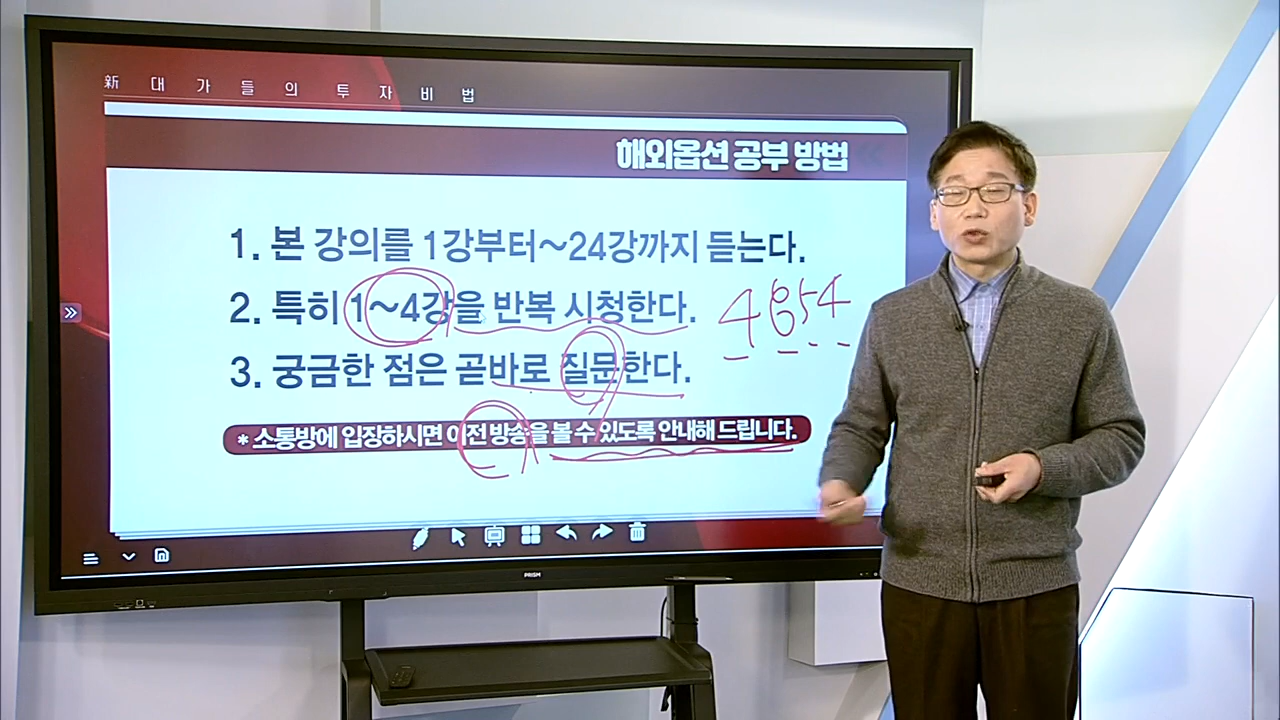 新대가들의투자비법
해외옵션 공부 방법
1. 본 강의를 1강부터~24강까지 듣는다.
2. 특히 1~4강을 반복 시청한다.
3. 궁금한 점은 곧바로 질문한다.
* 소통방에 입장하시면 이전 방송을 볼 수 있도록 안내해 드립니다.
PRISM